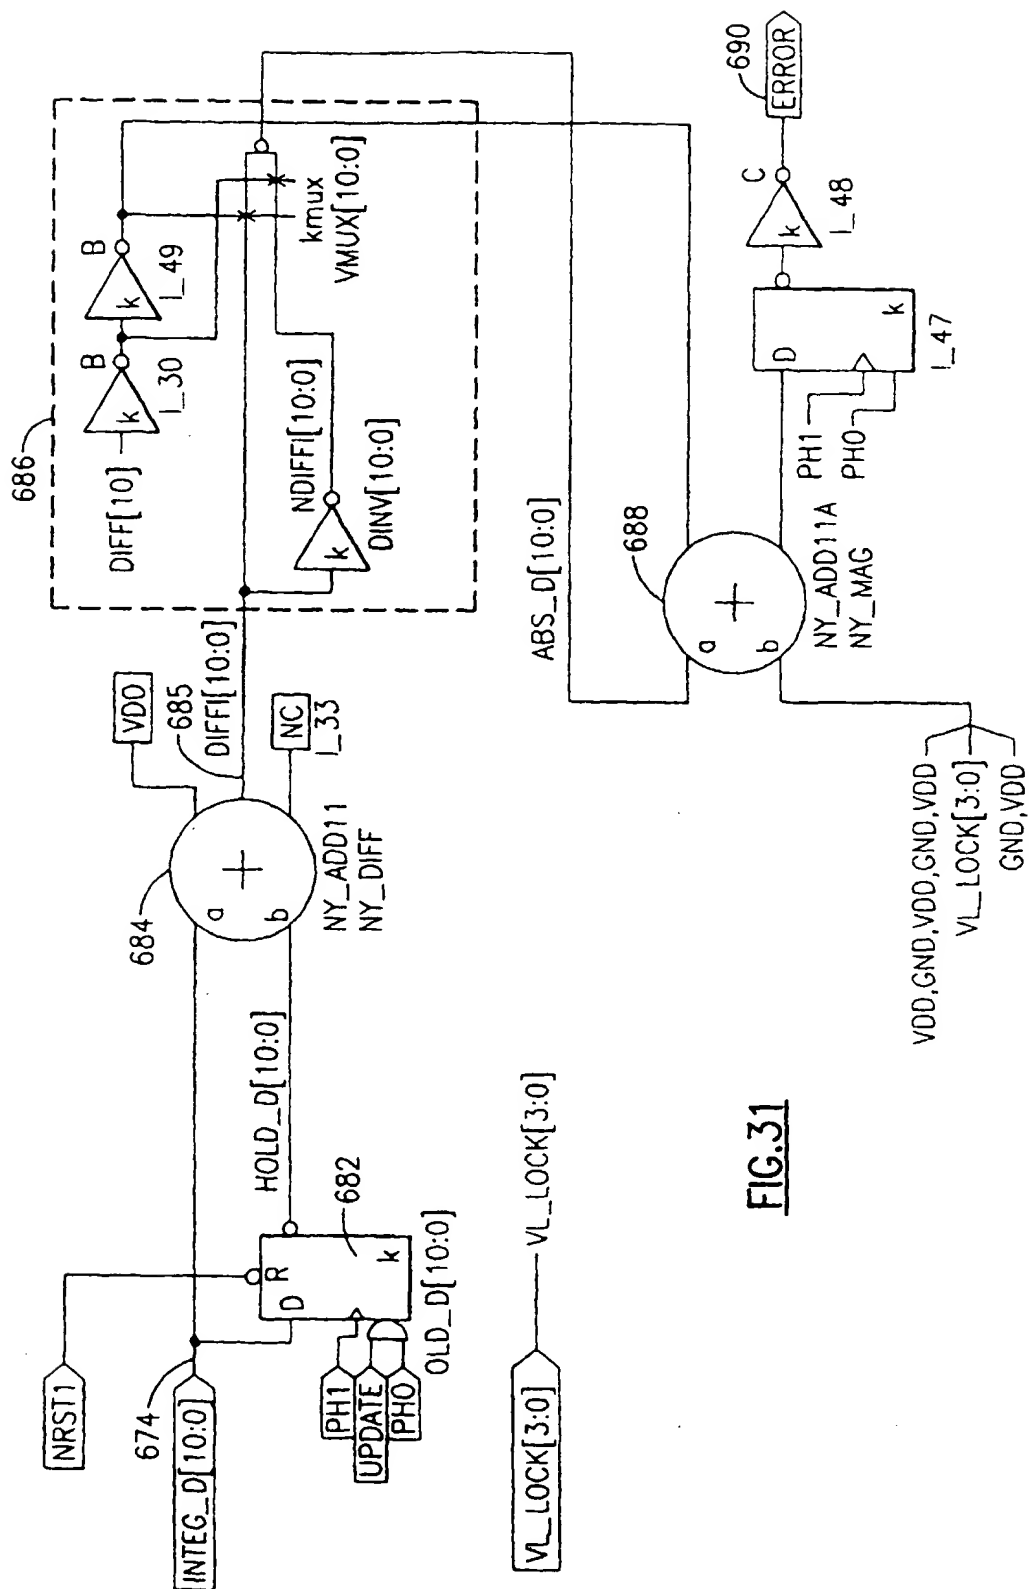 NRST1
674
INTEG_D[10:0]
PH1
UPDATE
PH0
D
R
k
682
OLD_D[10:0]
HOLD_D[10:0]
684
a
b
NY_ADD11
NY_DIFF
VDD
NC
I_33
685
DIFFI[10:0]
686
DIFF[10]
k
B
I_30
k
B
I_49
NDIFFI[10:0]
k
DINV[10:0]
kmux
VMUX[10:0]
VL_LOCK[3:0]
VL_LOCK[3:0]
ABS_D[10:0]
688
a
b
NY_ADD11A
NY_MAG
VDD,GND,VDD,GND,VDD
VL_LOCK[3:0]
GND,VDD
PH1
PH0
D
k
I_47
k
C
I_48
690
ERROR
FIG.31